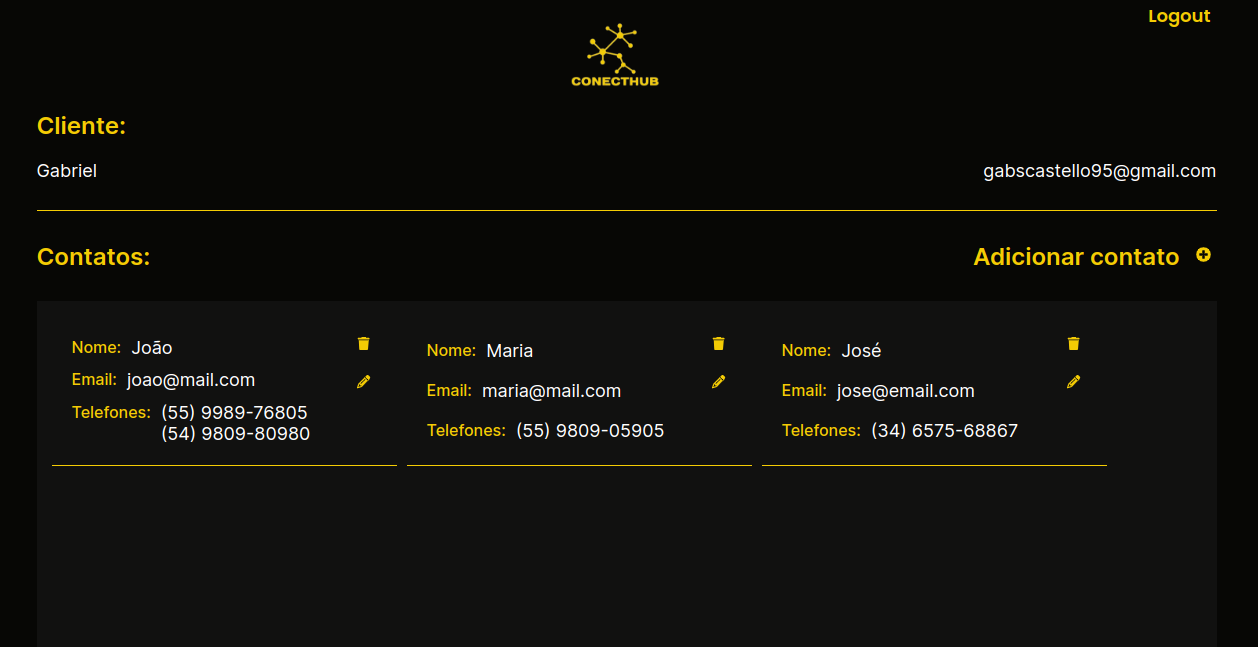 Logout
CONECTHUB
Cliente:
Gabriel
gabscastello95@gmail.com
Contatos:
Adicionar contato
Nome: João
Email: joao@mail.com
Telefones: (55) 9989-76805
(54) 9809-80980
Nome: Maria
Email: maria@mail.com
Telefones: (55) 9809-05905
Nome: José
Email: jose@email.com
Telefones: (34) 6575-68867